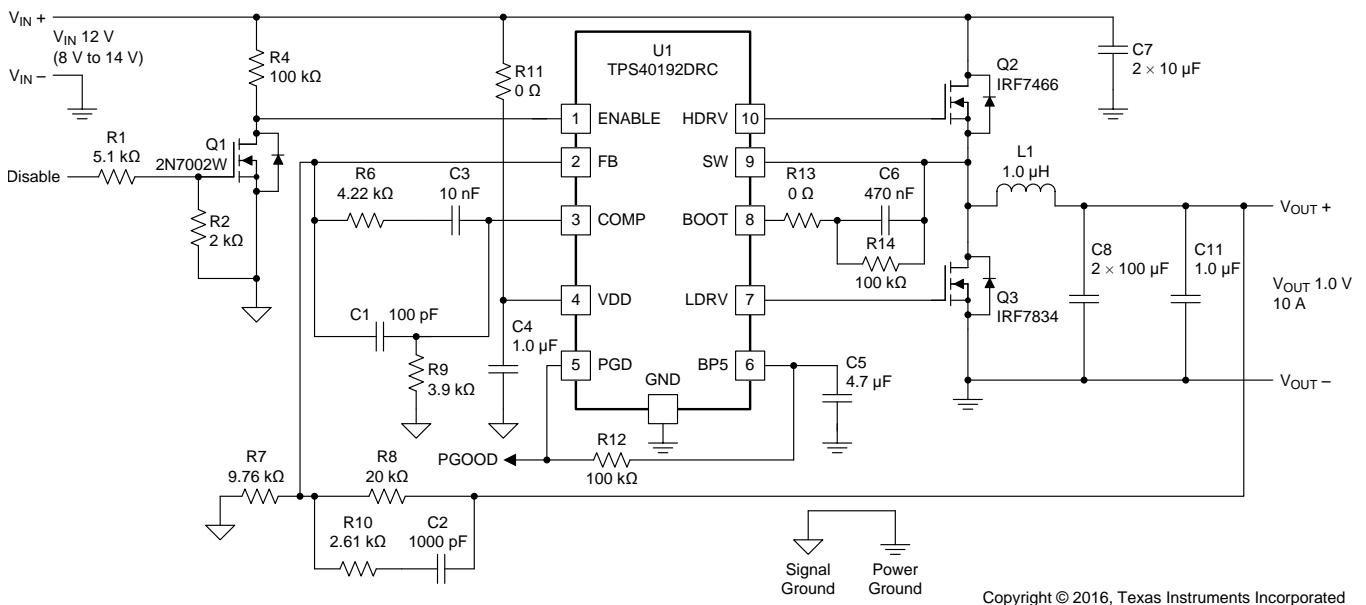 VIN +
VIN 12 V
(8 V to 14 V)
VIN –
R4
100 kΩ
R11
0 Ω
U1
TPS40192DRC
C7
2 × 10 µF
Q2
IRF7466
R1
5.1 kΩ
Q1
2N7002W
Disable
R2
2 kΩ
1 ENABLE HDRV 10
2 FB SW 9
3 COMP BOOT 8
4 VDD LDRV 7
5 PGD BP5 6
GND
R6
4.22 kΩ
C3
10 nF
R13
0 Ω
C6
470 nF
R14
100 kΩ
L1
1.0 µH
VOUT +
C8
2 × 100 µF
C11
1.0 µF
VOUT 1.0 V
10 A
Q3
IRF7834
C1
100 pF
C4
1.0 µF
R9
3.9 kΩ
C5
4.7 µF
VOUT –
PGOOD
R12
100 kΩ
R7
9.76 kΩ
R8
20 kΩ
R10
2.61 kΩ
C2
1000 pF
Signal
Ground
Power
Ground
Copyright © 2016, Texas Instruments Incorporated